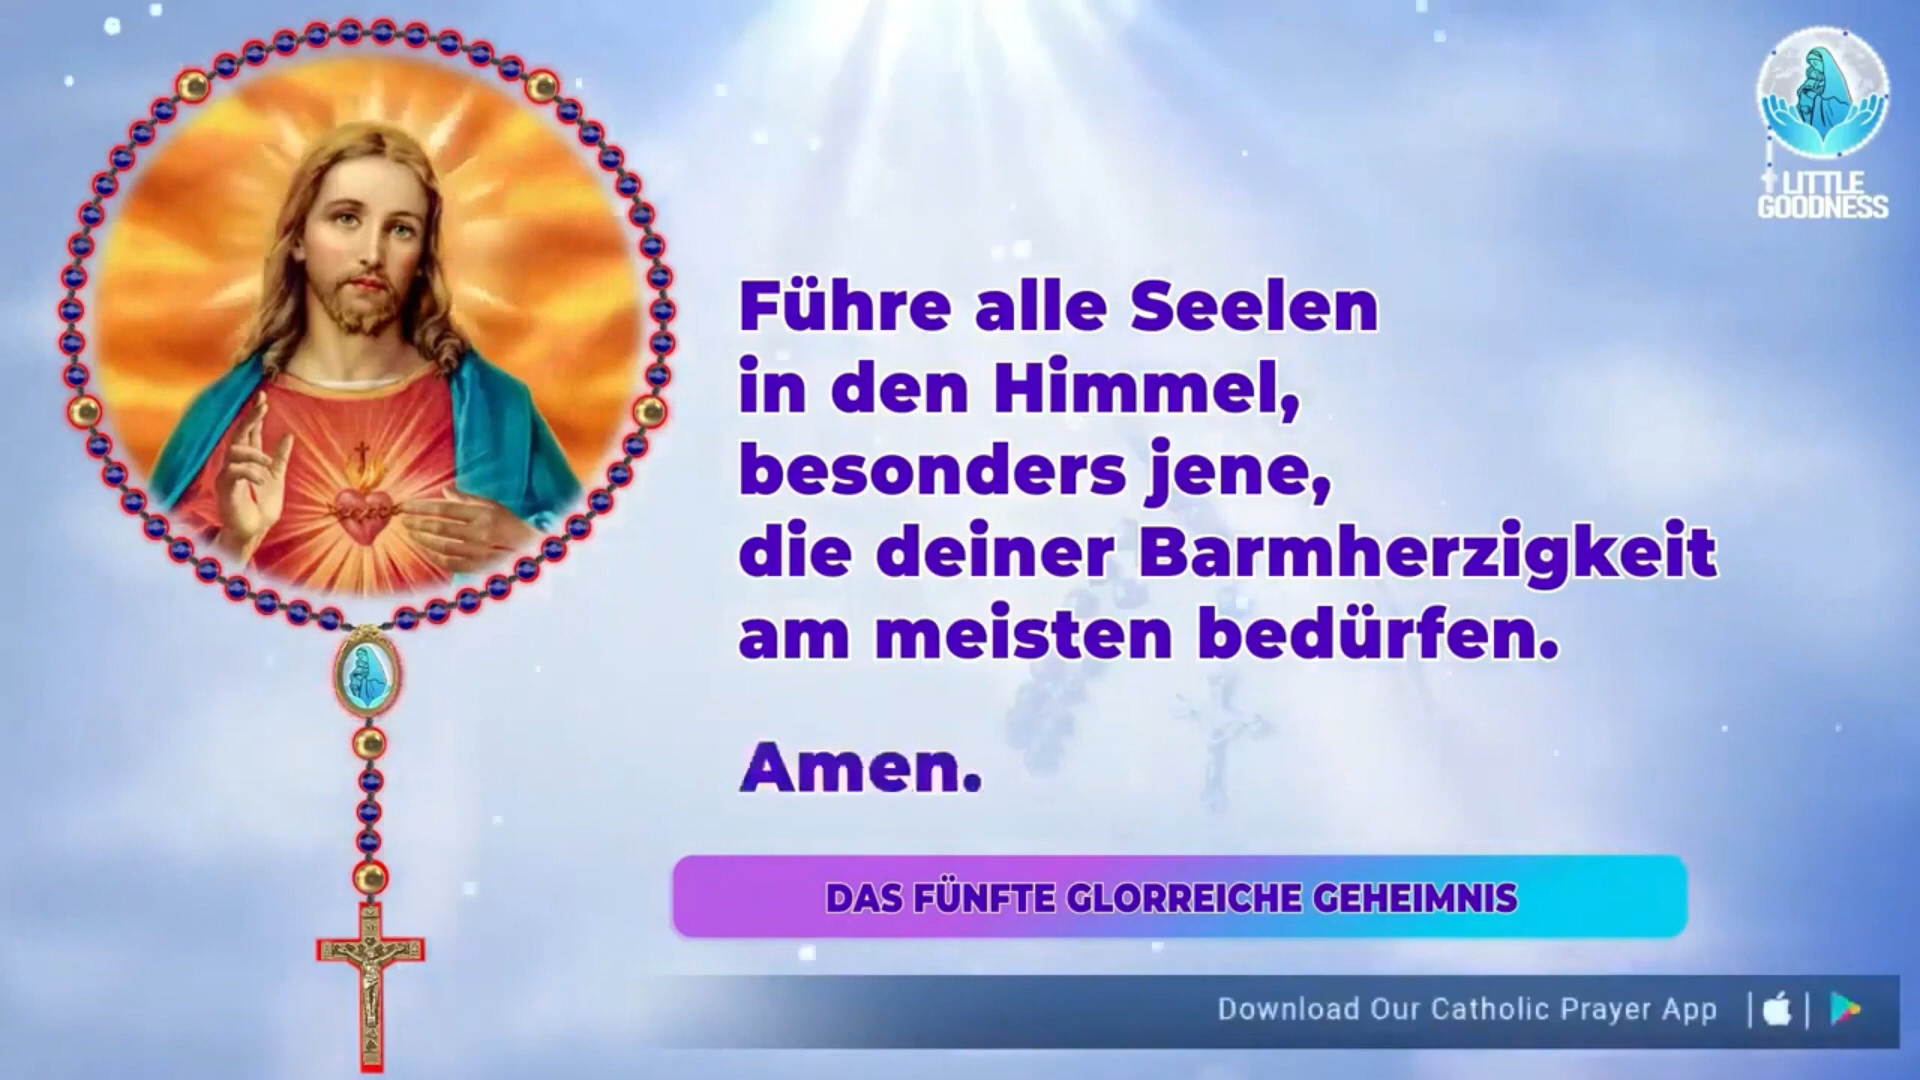 LITTLE
GOODNESS
Führe alle Seelen
in den Himmel,
besonders jene,
die deiner Barmherzigkeit
am meisten bedürfen.
Amen.
DAS FÜNFTE GLORREICHE GEHEIMNIS
Download Our Catholic Prayer App